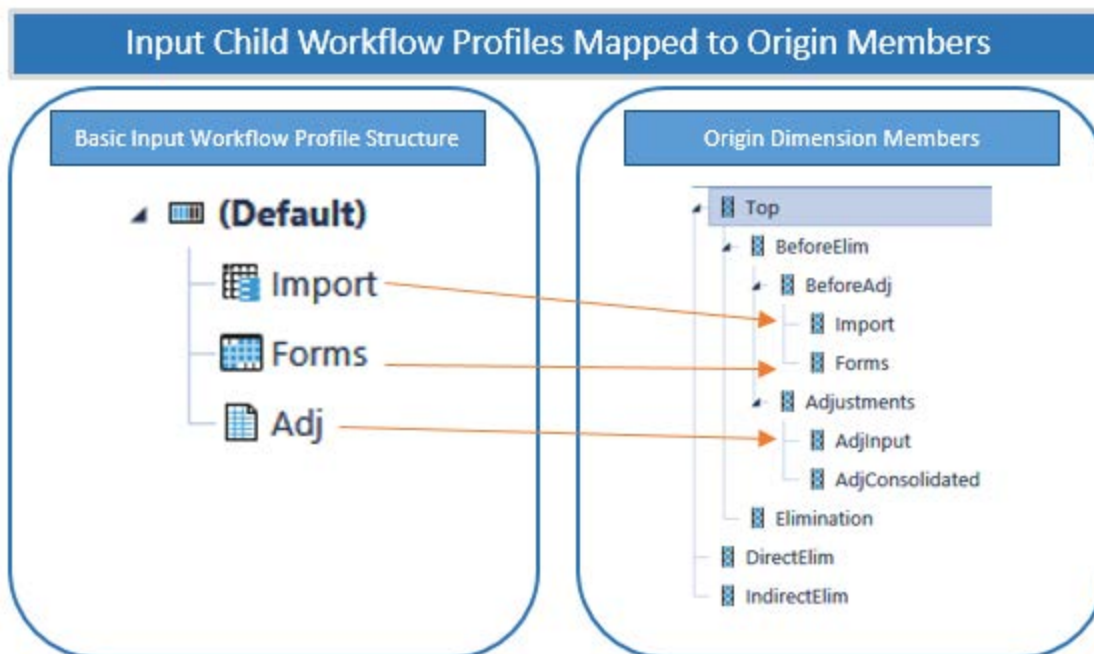 Input Child Workflow Profiles Mapped to Origin Members
Basic Input Workflow Profile Structure
(Default)
Import
Forms
Adj
Origin Dimension Members
Top
BeforeElim
BeforeAdj
Import
Forms
Adjustments
AdjInput
AdjConsolidated
Elimination
DirectElim
IndirectElim